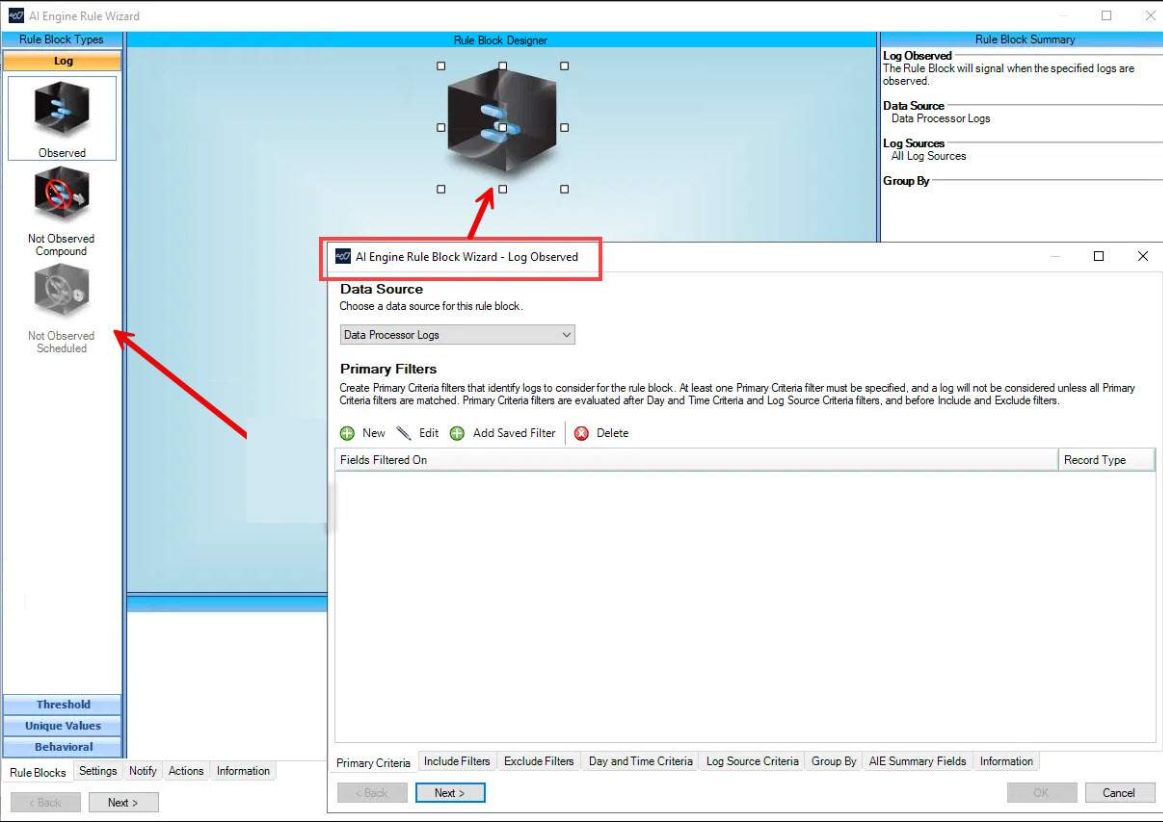 AI Engine Rule Wizard
Rule Block Types
Log
Observed
Not Observed
Compound
Not Observed
Scheduled
Threshold
Unique Values
Behavioral
Rule Block Designer
Rule Block Summary
Log Observed
The Rule Block will signal when the specified logs are
observed.
Data Source
Data Processor Logs
Log Sources
All Log Sources
Group By
AI Engine Rule Block Wizard - Log Observed
Data Source
Choose a data source for this rule block.
Data Processor Logs
Primary Filters
Create Primary Criteria filters that identify logs to consider for the rule block. At least one Primary Criteria filter must be specified, and a log will not be considered unless all Primary
Criteria filters are matched. Primary Criteria filters are evaluated after Day and Time Criteria and Log Source Criteria filters, and before Include and Exclude filters.
New Edit Add Saved Filter Delete
Fields Filtered On Record Type
Primary Criteria Include Filters Exclude Filters Day and Time Criteria Log Source Criteria Group By AIE Summary Fields Information
< Back Next > OK Cancel
Rule Blocks Settings Notify Actions Information
< Back Next >